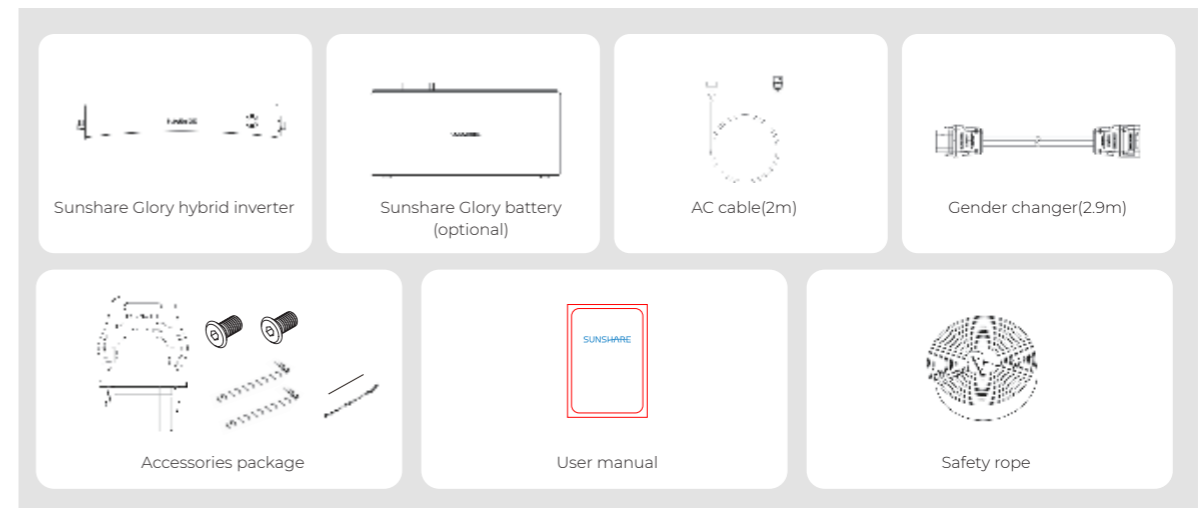 Sunshare Glory hybrid inverter
Sunshare Glory battery
(optional)
AC cable(2m)
Gender changer(2.9m)
SUNSHARE
Accessories package
User manual
Safety rope